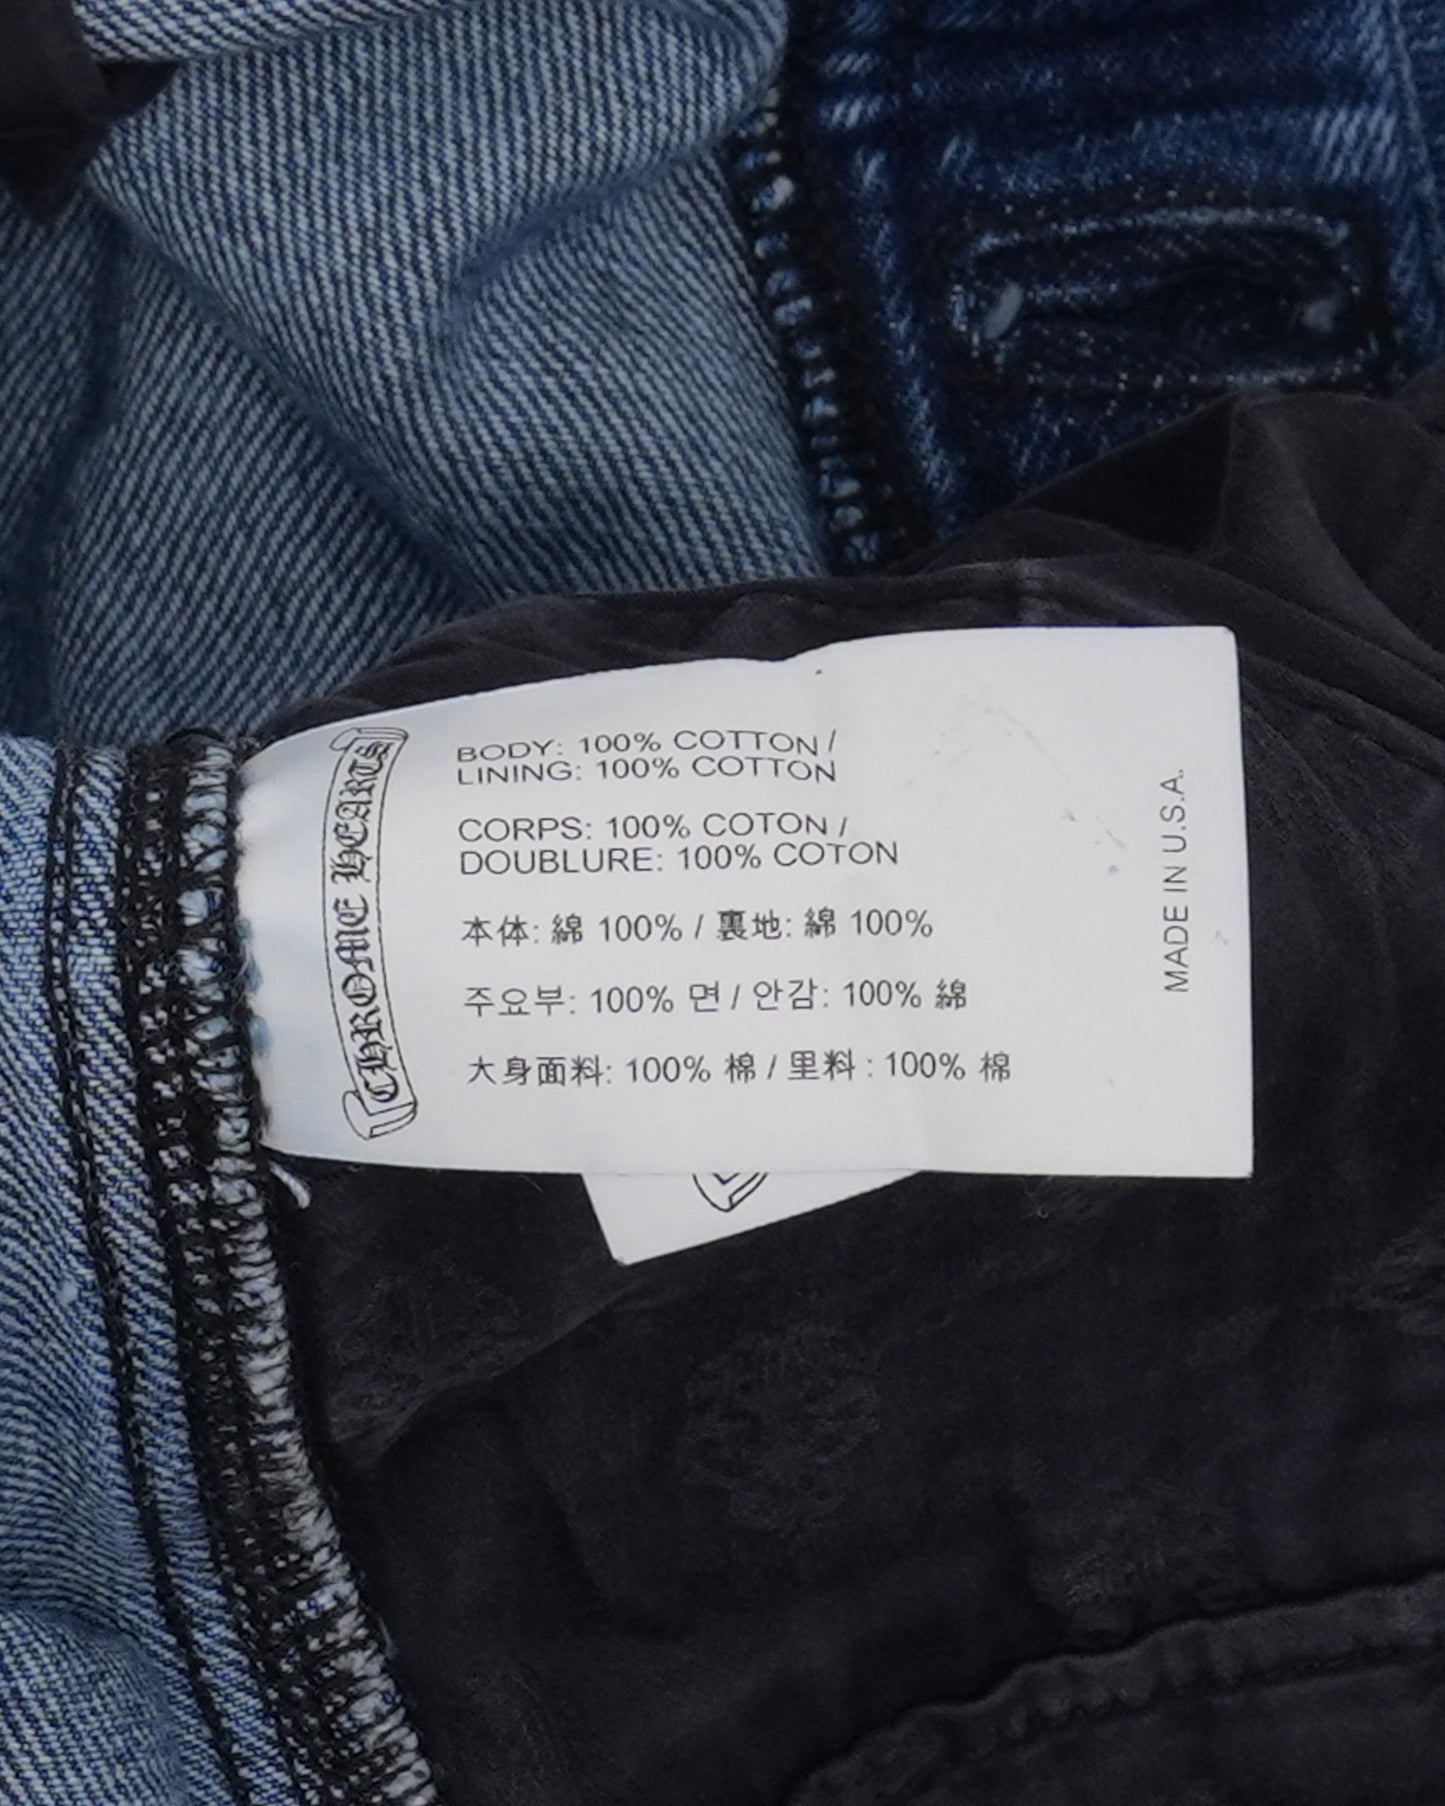 CHROME HEARTS
BODY: 100% COTTON /
LINING: 100% COTTON
CORPS: 100% COTON /
DOUBLURE: 100% COTON
本体: 綿 100% / 裏地: 綿 100%
주요부: 100% 면 / 안감: 100% 綿
大身面料: 100% 棉 / 里料 : 100% 棉
MADE IN U.S.A.